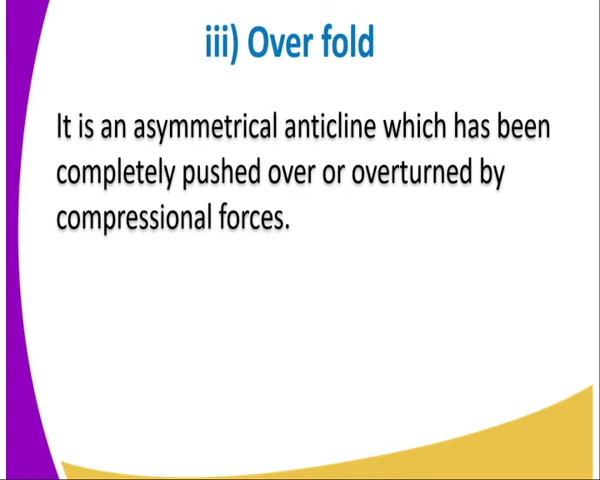 iii) Over fold
It is an asymmetrical anticline which has been
completely pushed over or overturned by
compressional forces.